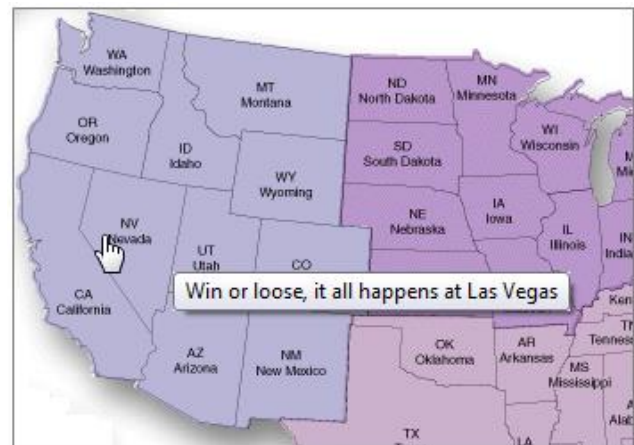 WA
Washington
MT
Montana
ND
North Dakota
MN
Minnesota
OR
Oregon
ID
Idaho
WI
Wisconsin
SD
South Dakota
WY
Wyoming
IA
Iowa
NV
Nevada
NE
Nebraska
IL
Illinois
UT
Utah
CO
Win or loose, it all happens at Las Vegas
CA
California
AZ
Arizona
NM
New Mexico
OK
Oklahoma
AR
Arkansas
MS
Mississippi
TX
LA